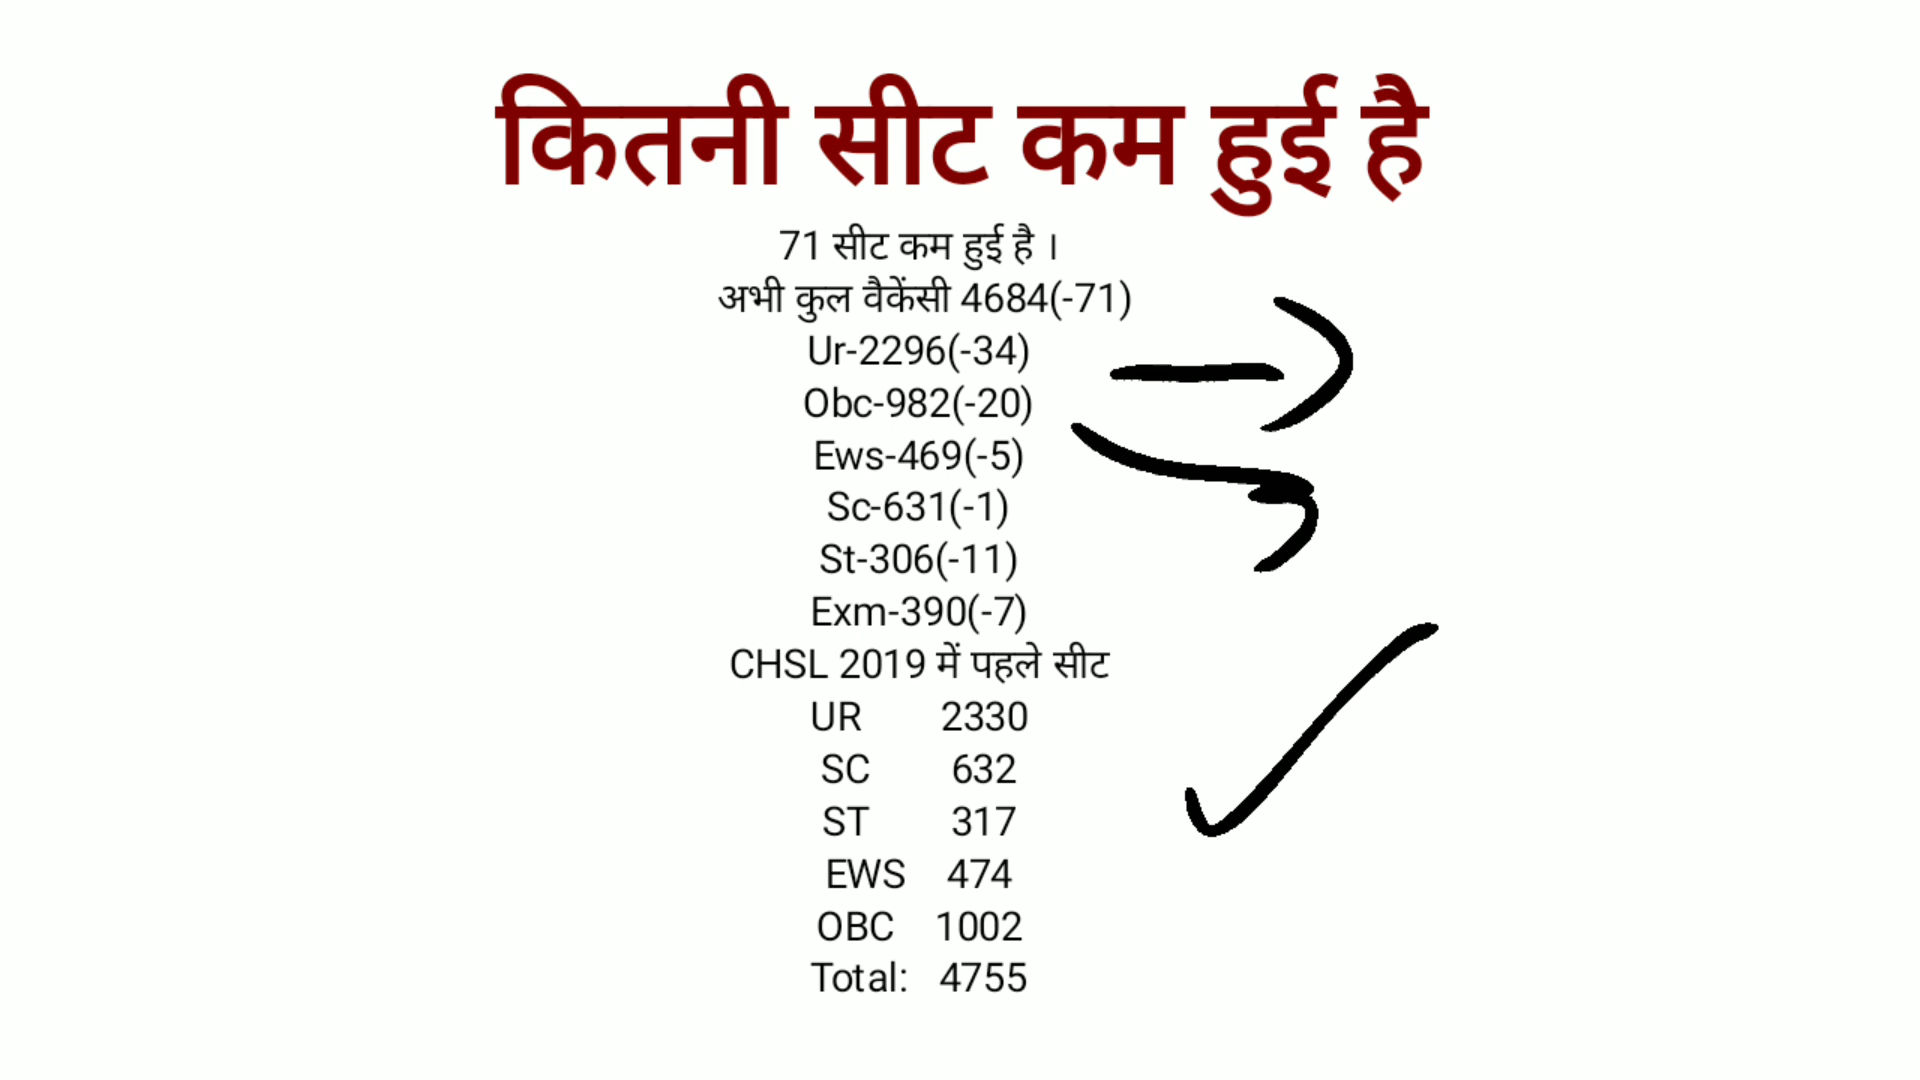 कितनी सीट कम हुई है
71 सीट कम हुई है ।
अभी कुल वैकेंसी 4684(-71)
Ur-2296(-34)
Obc-982(-20)
Ews-469(-5)
Sc-631(-1)
St-306(-11)
Exm-390(-7)
CHSL 2019 में पहले सीट
UR 2330
SC 632
ST 317
EWS 474
OBC 1002
Total: 4755